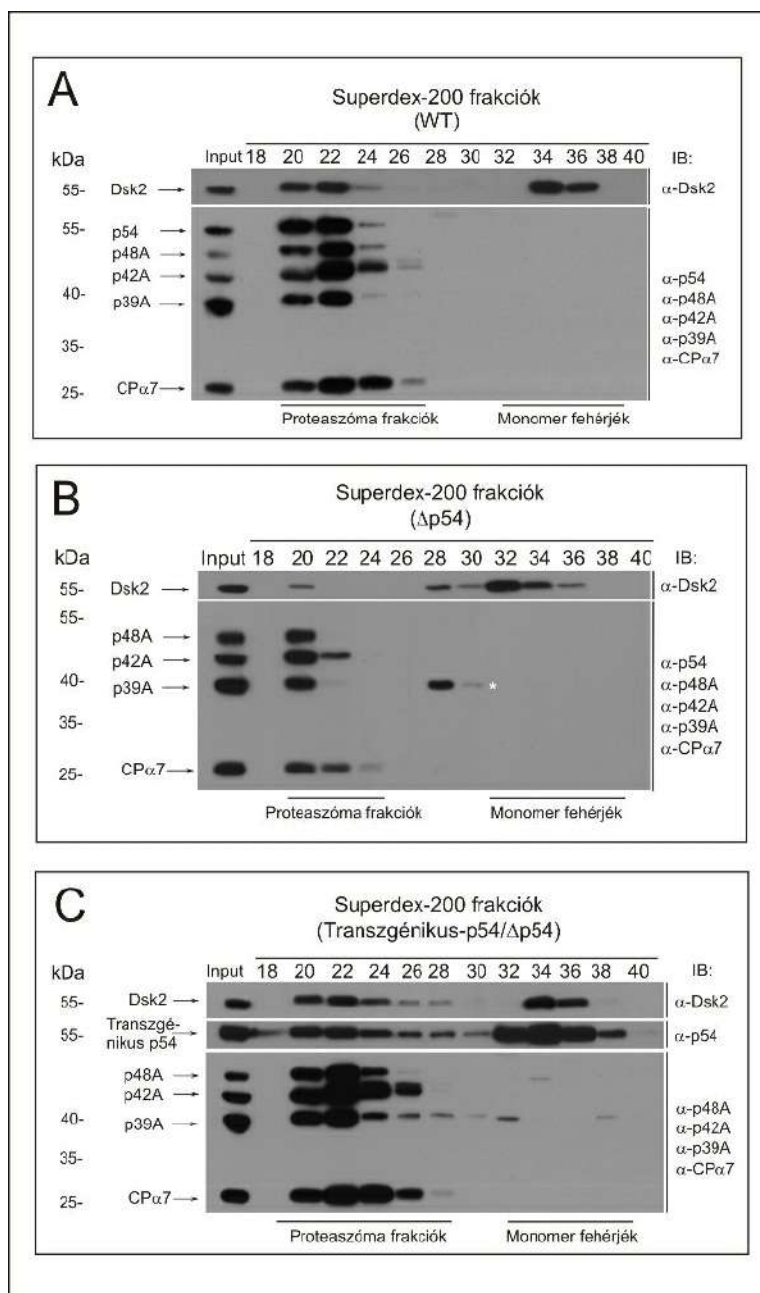 A
Superdex-200 frakciók
(WT)
kDa Input 18 20 22 24 26 28 30 32 34 36 38 40 IB:
55- Dsk2 α-Dsk2
55- p54
p48A
p42A α-p54
40- α-p48A
p39A α-p42A
35- α-p39A
CPα7 α-CPα7
25-
Proteaszóma frakciók Monomer fehérjék
B
Superdex-200 frakciók
(Δp54)
kDa Input 18 20 22 24 26 28 30 32 34 36 38 40 IB:
55- Dsk2 α-Dsk2
55-
p48A
p42A α-p54
40- p39A * α-p48A
α-p42A
35- α-p39A
α-CPα7
25- CPα7
Proteaszóma frakciók Monomer fehérjék
C
Superdex-200 frakciók
(Transzgénikus-p54/Δp54)
kDa Input 18 20 22 24 26 28 30 32 34 36 38 40 IB:
55- Dsk2 α-Dsk2
Transzgé-
55- nikus p54 α-p54
p48A
p42A
40- p39A α-p48A
α-p42A
35- α-p39A
α-CPα7
25- CPα7
Proteaszóma frakciók Monomer fehérjék